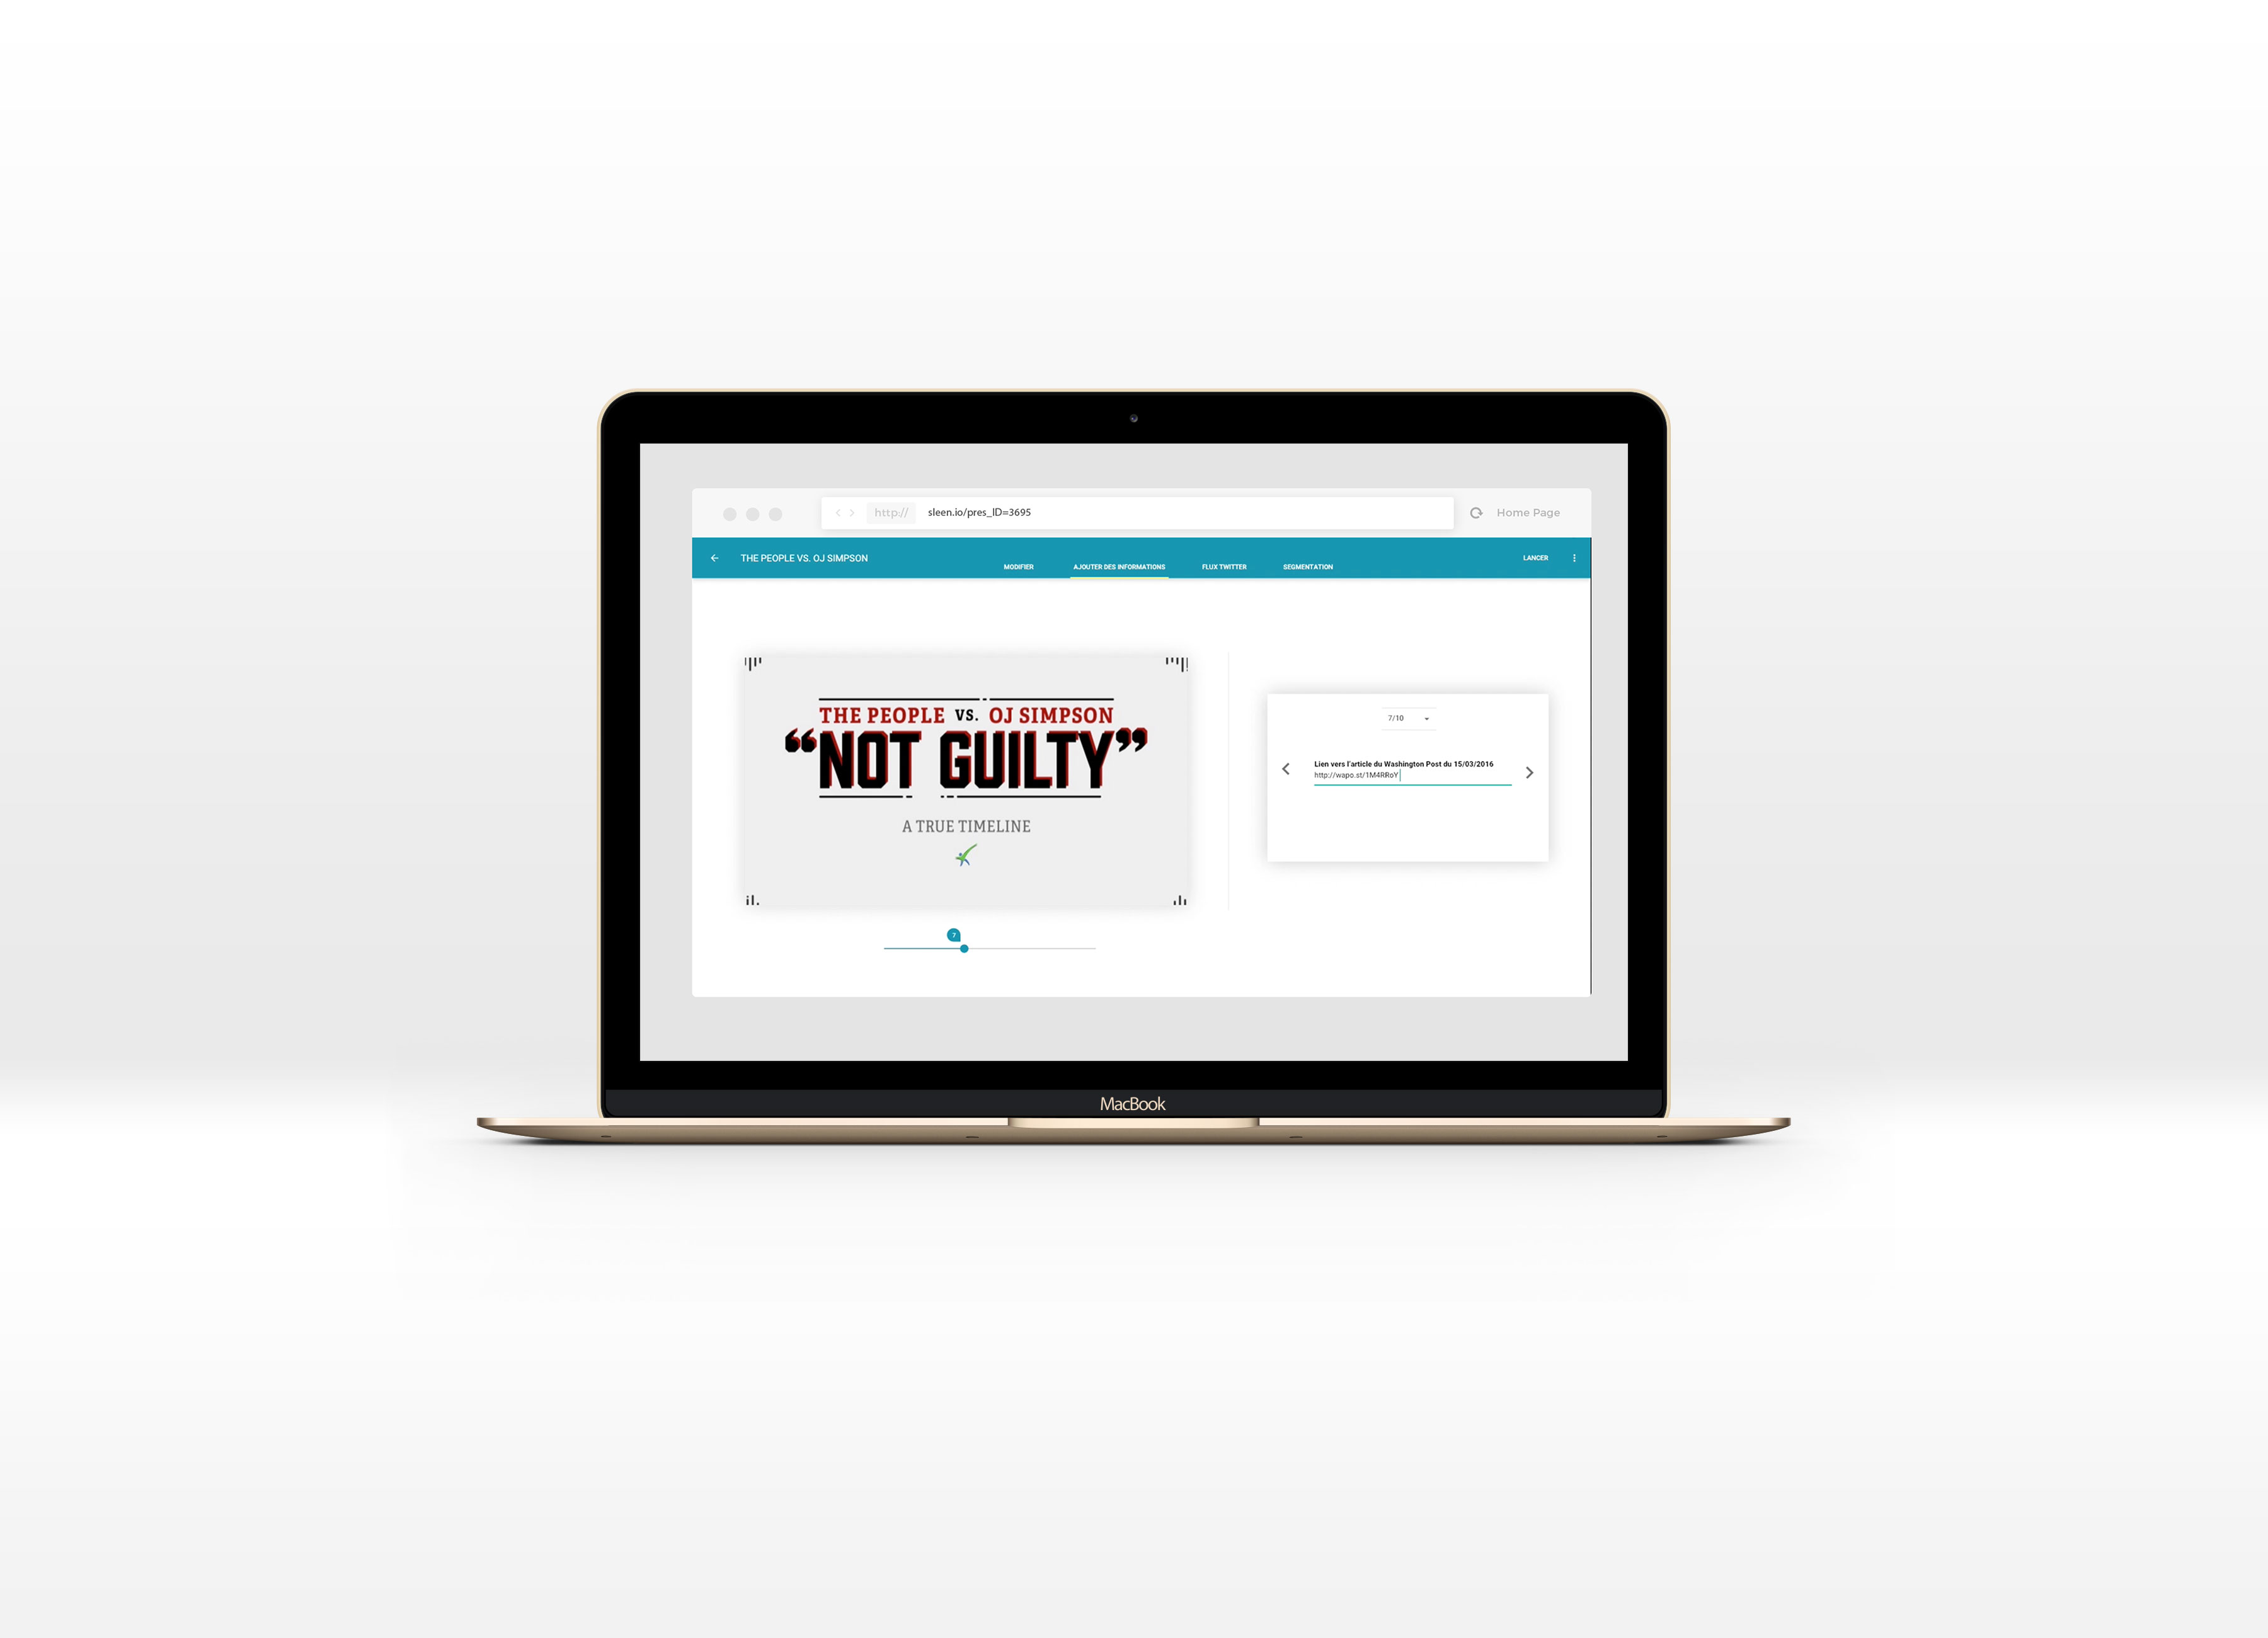 http:// sleen.io/pres_ID=3695 Home Page
THE PEOPLE VS. OJ SIMPSON
MODIFIER AJOUTER DES INFORMATIONS FLUX TWITTER SEGMENTATION
LANCER
THE PEOPLE VS. OJ SIMPSON
“NOT GUILTY”
A TRUE TIMELINE
7
7/10
Lien vers l'article du Washington Post du 15/03/2016
http://wapo.st/1M4RRoY
MacBook